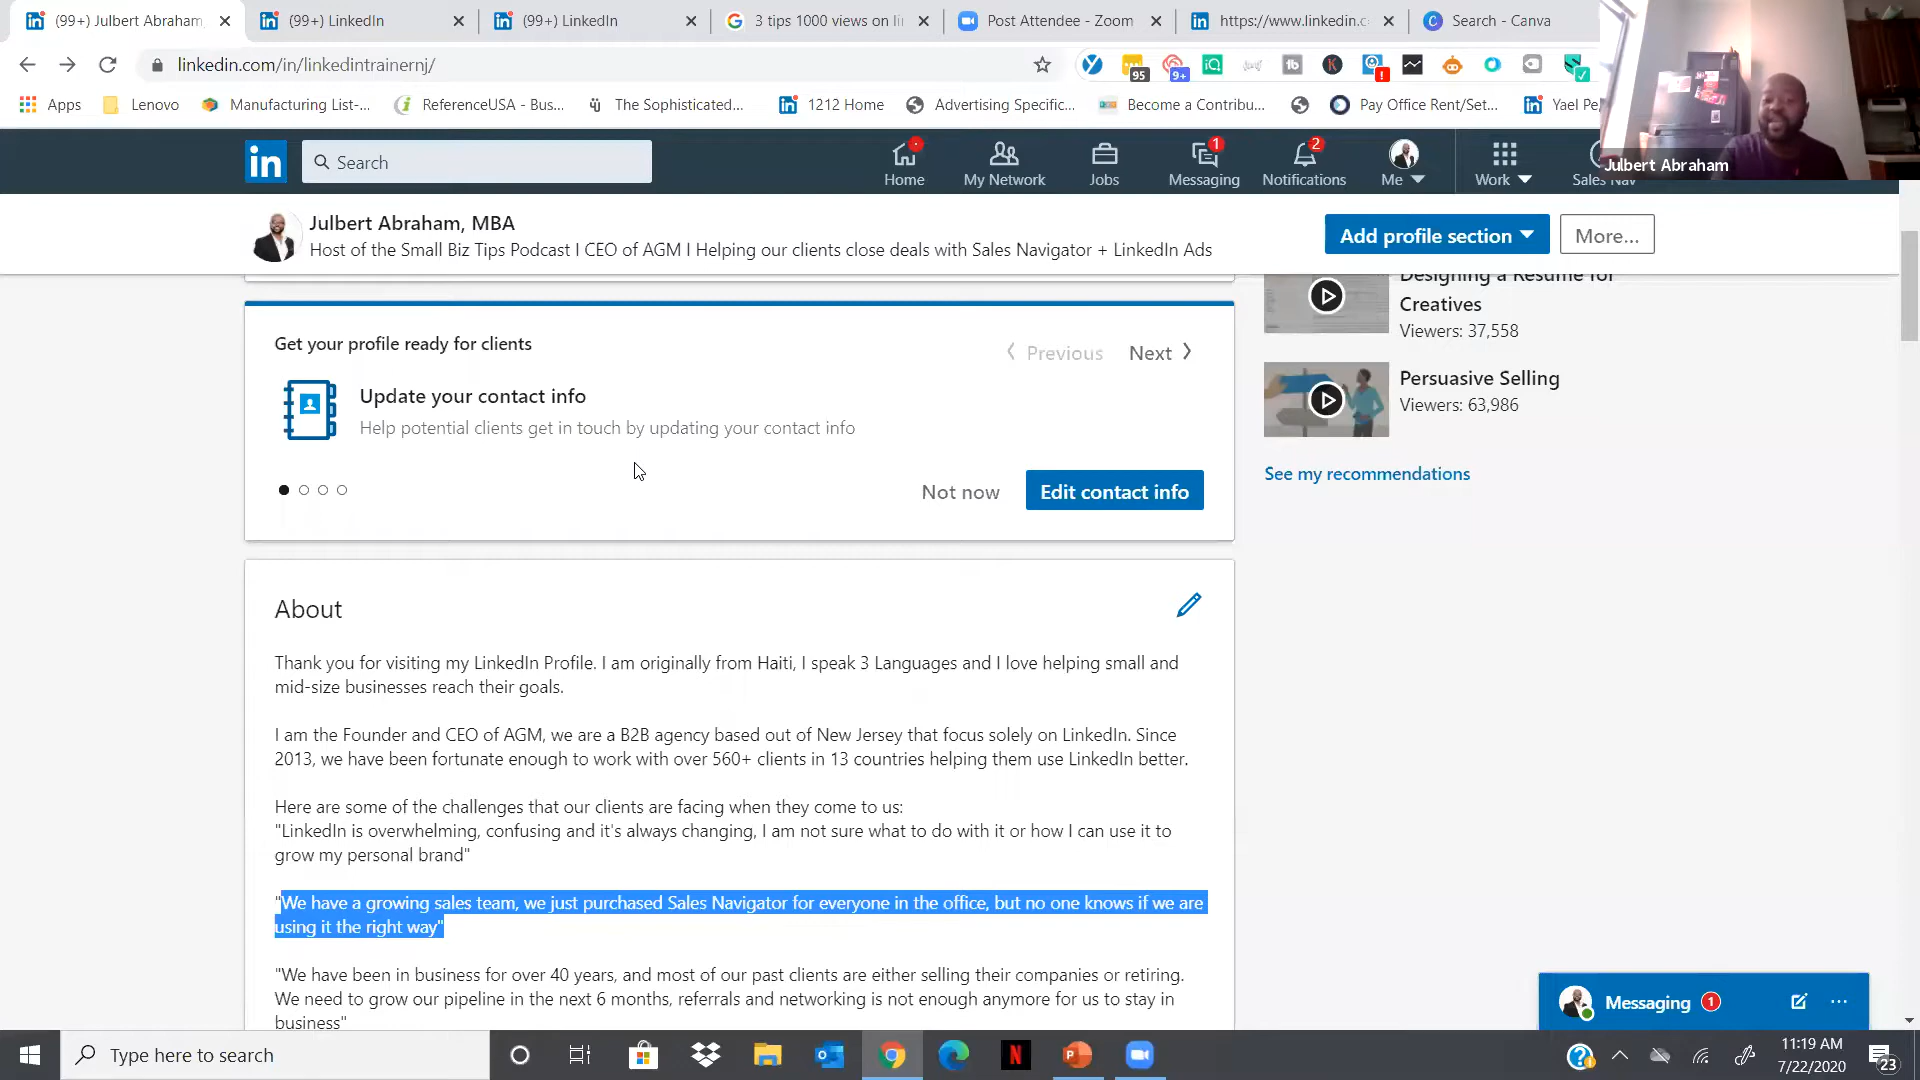 (99+) Julbert Abraham,
(99+) LinkedIn
(99+) LinkedIn
3 tips 1000 views on li
Post Attendee - Zoom
https://www.linkedin.c
Search - Canva
linkedin.com/in/linkedintrainernj/
95
9+
Apps
Lenovo
Manufacturing List-...
ReferenceUSA - Bus...
The Sophisticated...
1212 Home
Advertising Specific...
Become a Contribu...
Pay Office Rent/Set...
Yael Pe
Julbert Abraham
in
Search
Home
My Network
Jobs
1
Messaging
2
Notifications
Me
Work
Sales Nav
Julbert Abraham, MBA
Host of the Small Biz Tips Podcast I CEO of AGM I Helping our clients close deals with Sales Navigator + LinkedIn Ads
Add profile section
More...
Designing a Resume for
Creatives
Viewers: 37,558
Persuasive Selling
Viewers: 63,986
See my recommendations
Get your profile ready for clients
Previous
Next
Update your contact info
Help potential clients get in touch by updating your contact info
Not now
Edit contact info
About
Thank you for visiting my LinkedIn Profile. I am originally from Haiti, I speak 3 Languages and I love helping small and
mid-size businesses reach their goals.
I am the Founder and CEO of AGM, we are a B2B agency based out of New Jersey that focus solely on LinkedIn. Since
2013, we have been fortunate enough to work with over 560+ clients in 13 countries helping them use LinkedIn better.
Here are some of the challenges that our clients are facing when they come to us:
"LinkedIn is overwhelming, confusing and it's always changing, I am not sure what to do with it or how I can use it to
grow my personal brand"
"We have a growing sales team, we just purchased Sales Navigator for everyone in the office, but no one knows if we are
using it the right way"
"We have been in business for over 40 years, and most of our past clients are either selling their companies or retiring.
We need to grow our pipeline in the next 6 months, referrals and networking is not enough anymore for us to stay in
business"
Messaging 1
Type here to search
11:19 AM
7/22/2020
23